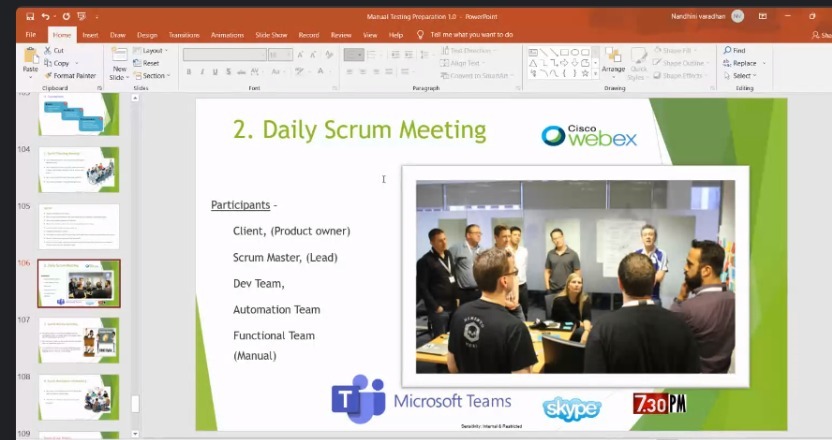 Manual Testing Preparation 1.0 - PowerPoint
Nandhini varadhan
NV
File Home Insert Draw Design Transitions Animations Slide Show Record Review View Help Tell me what you want to do
Cut
Copy
Format Painter
Paste
Clipboard
New Slide
Layout
Reset
Section
Slides
Font
Text Direction
Align Text
Convert to SmartArt
Paragraph
Arrange
Quick Styles
Shape Fill
Shape Outline
Shape Effects
Drawing
Find
Replace
Select
Editing
104
105
106
107
108
109
2. Daily Scrum Meeting
Cisco
webex
Participants -
Client, (Product owner)
Scrum Master, (Lead)
Dev Team,
Automation Team
Functional Team
(Manual)
Microsoft Teams
skype
7.30 PM
Sensitivity: Internal & Restricted